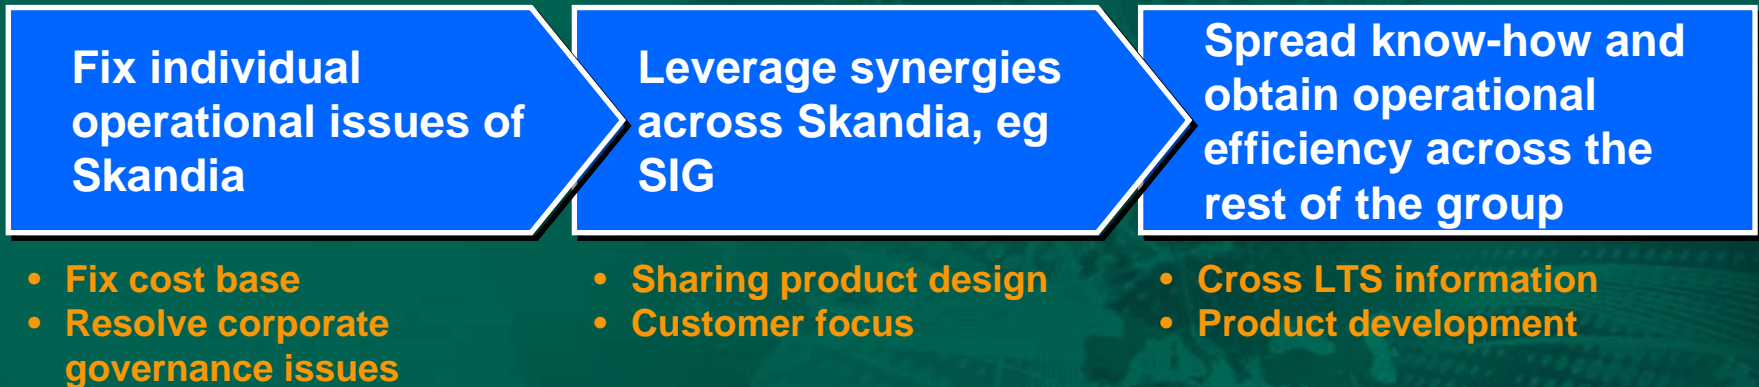 Fix individual
operational issues of
Skandia
Leverage synergies
across Skandia, eg
SIG
Spread know-how and
obtain operational
efficiency across the
rest of the group
• Fix cost base
• Resolve corporate
governance issues
• Sharing product design
• Customer focus
• Cross LTS information
• Product development